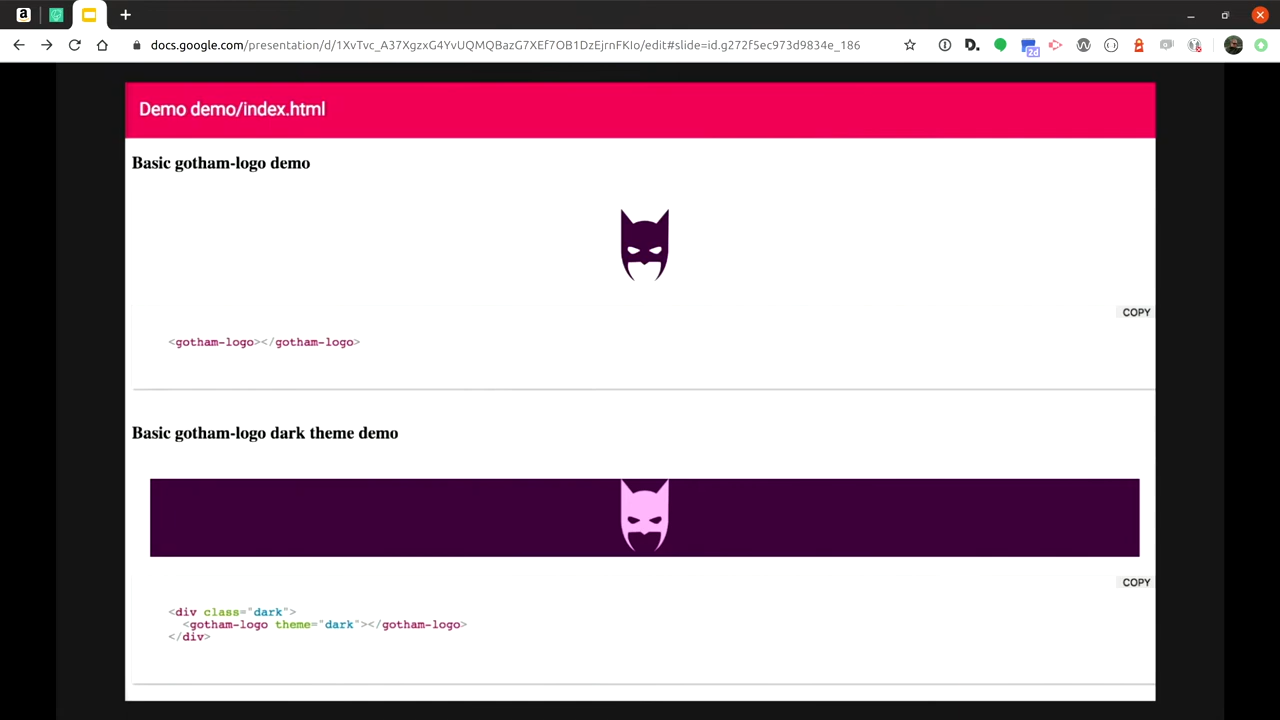 docs.google.com/presentation/d/1XvTvc_A37XgzxG4YvUQMQBazG7XEf7OB1DzEjrnFKIo/edit#slide=id.g272f5ec973d9834e_186
2d
Demo demo/index.html
Basic gotham-logo demo
COPY
<gotham-logo></gotham-logo>
Basic gotham-logo dark theme demo
COPY
<div class="dark">
<gotham-logo theme="dark"></gotham-logo>
</div>